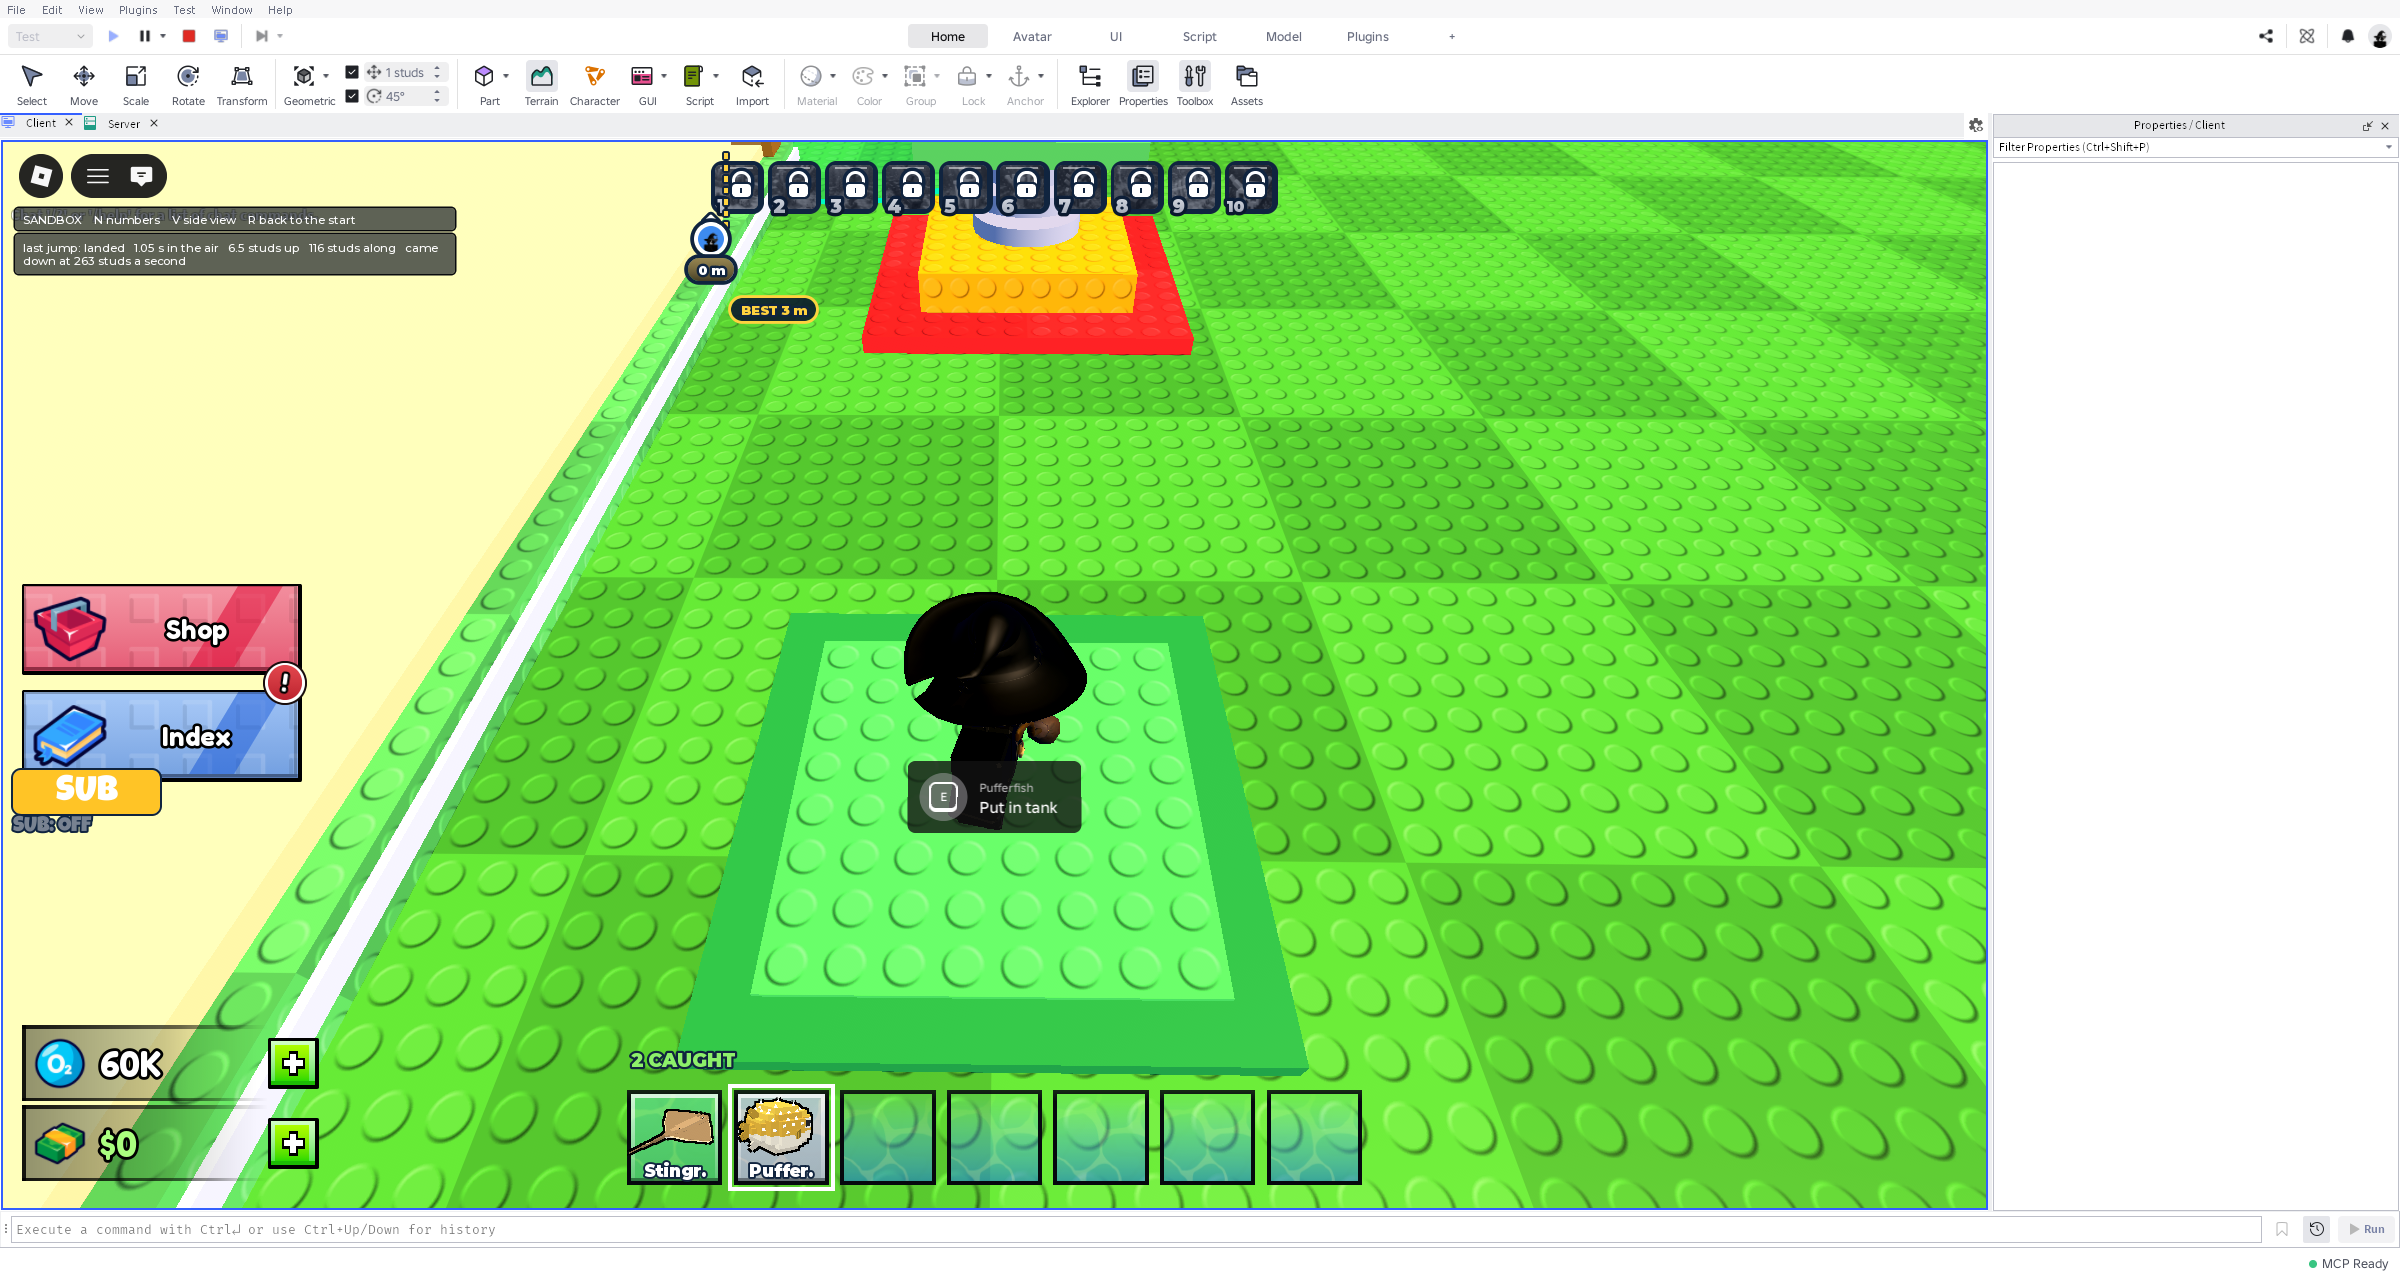 File Edit View Plugins Test Window Help
Test
Home Avatar UI Script Model Plugins +
1 studs
45°
Select Move Scale Rotate Transform Geometric Part Terrain Character GUI Script Import Material Color Group Lock Anchor Explorer Properties Toolbox Assets
Client Server
Properties / Client
Filter Properties (Ctrl+Shift+P)
SANDBOX N numbers V side view R back to the start
last jump: landed 1.05 s in the air 6.5 studs up 116 studs along came
down at 263 studs a second
1 2 3 4 5 6 7 8 9 10
0 m
BEST 3 m
Shop
!
Index
SUB
SUB: OFF
E
Pufferfish
Put in tank
O2 60K
+
$0
+
2 CAUGHT
Stingr. Puffer.
Execute a command with Ctrl↵ or use Ctrl+Up/Down for history
Run
MCP Ready